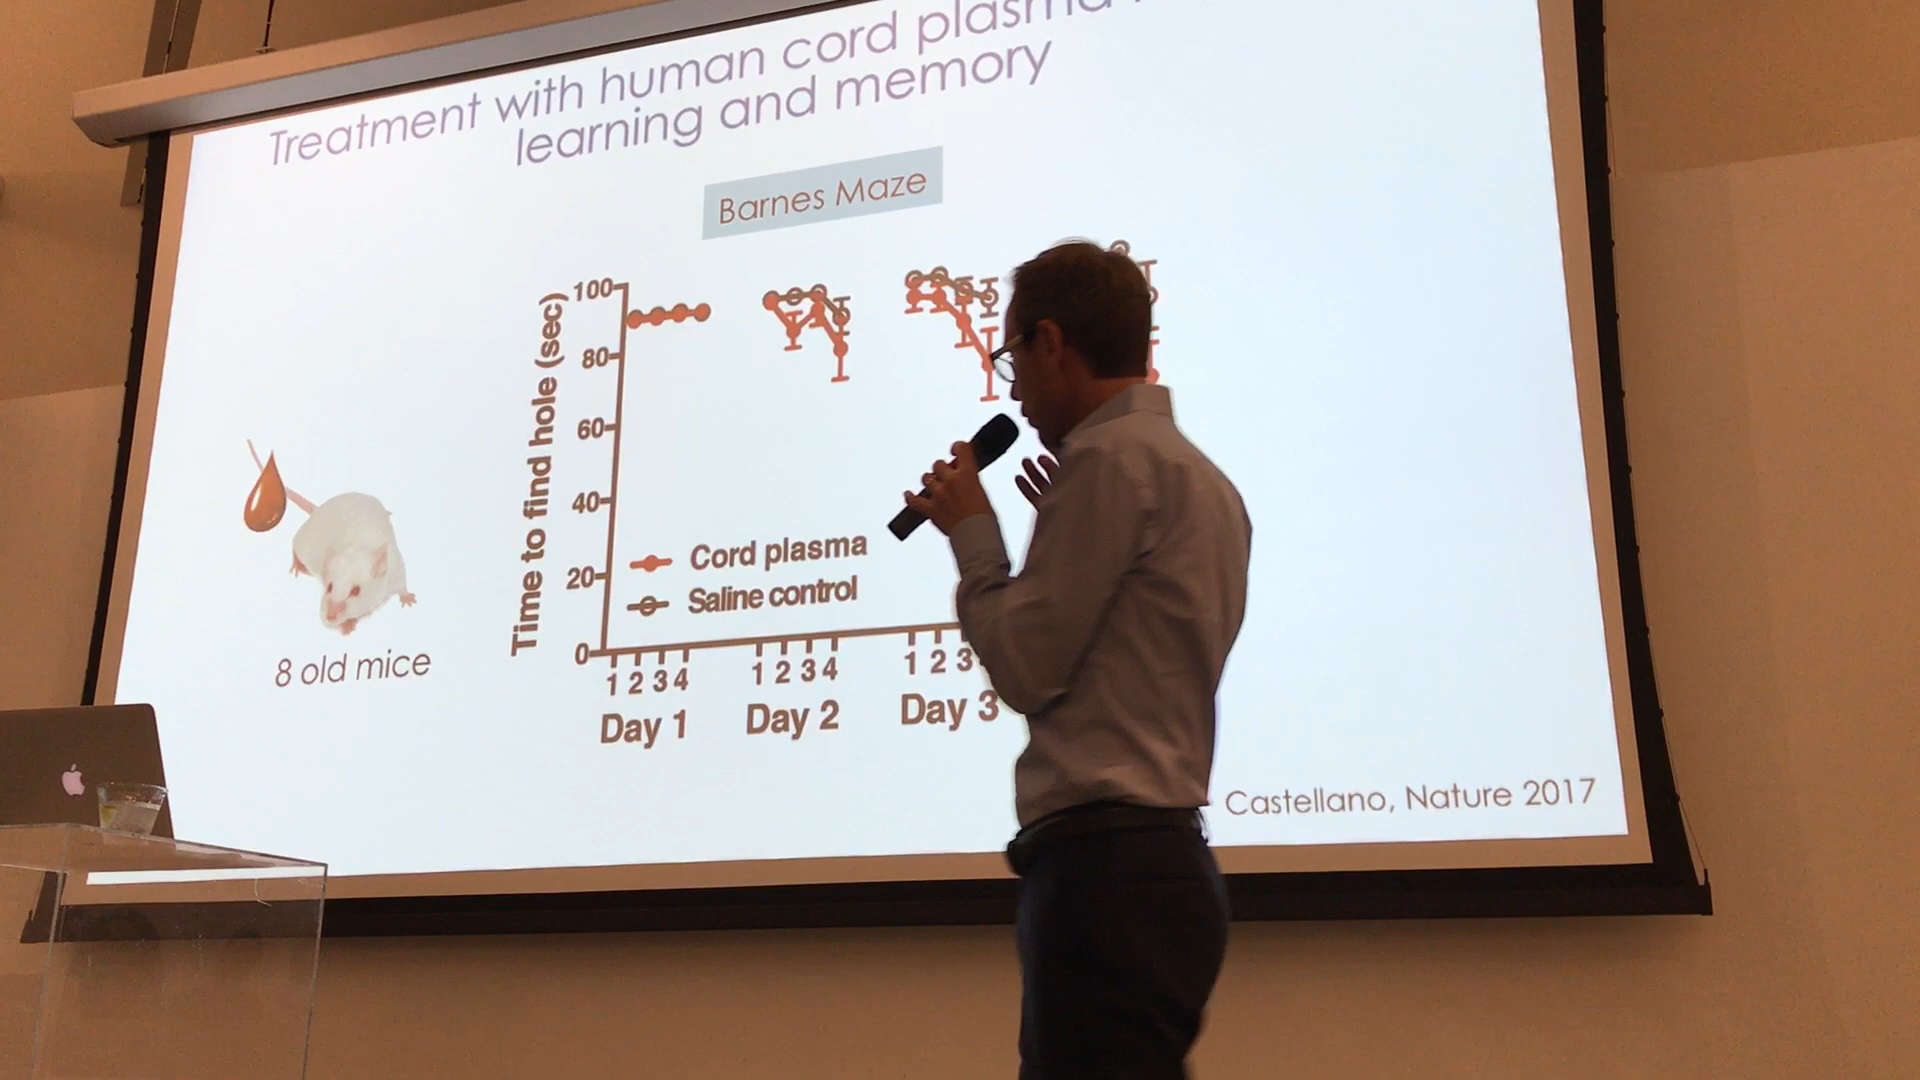 Treatment with human cord plasma
learning and memory
Barnes Maze
Time to find hole (sec)
100
80
60
40
20
0
Cord plasma
Saline control
1 2 3 4
1 2 3 4
1 2 3
Day 1
Day 2
Day 3
8 old mice
Castellano, Nature 2017